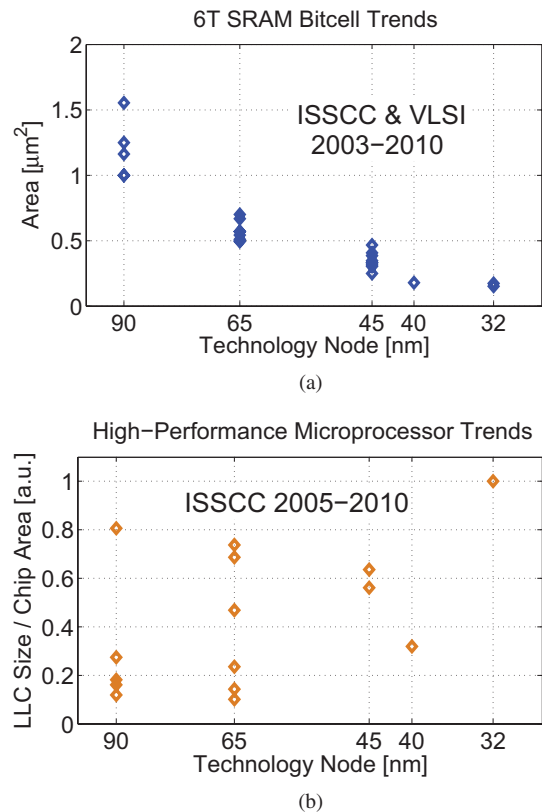 6T SRAM Bitcell Trends
2
1.5
1
0.5
0
Area [μm²]
ISSCC & VLSI
2003−2010
90 65 45 40 32
Technology Node [nm]
(a)
High−Performance Microprocessor Trends
1
0.8
0.6
0.4
0.2
0
LLC Size / Chip Area [a.u.]
ISSCC 2005−2010
90 65 45 40 32
Technology Node [nm]
(b)